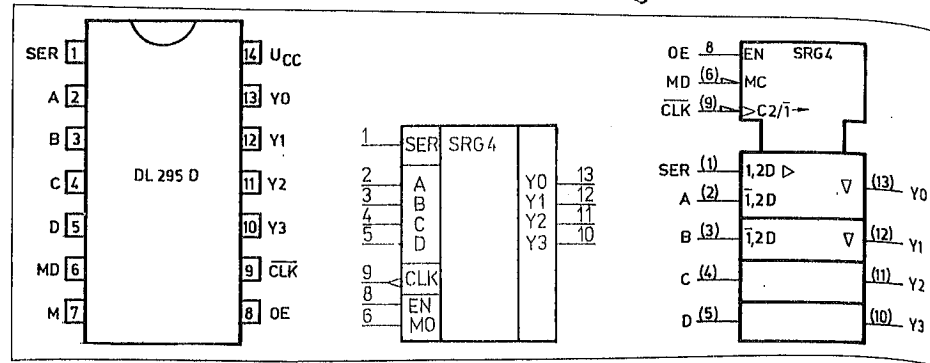 SER 1
A 2
B 3
C 4
D 5
MD 6
M 7
DL 295 D
14 UCC
13 Y0
12 Y1
11 Y2
10 Y3
9 CLK
8 OE
1 SER SRG4
2 A Y0 13
3 B Y1 12
4 C Y2 11
5 D Y3 10
9 CLK
8 EN
6 MO
OE 8 EN SRG4
MD (6) MC
CLK (9) C2/1→
SER (1) 1,2D ▷ ▽ (13) Y0
A (2) 1,2D
B (3) 1,2D ▽ (12) Y1
C (4) (11) Y2
D (5) (10) Y3